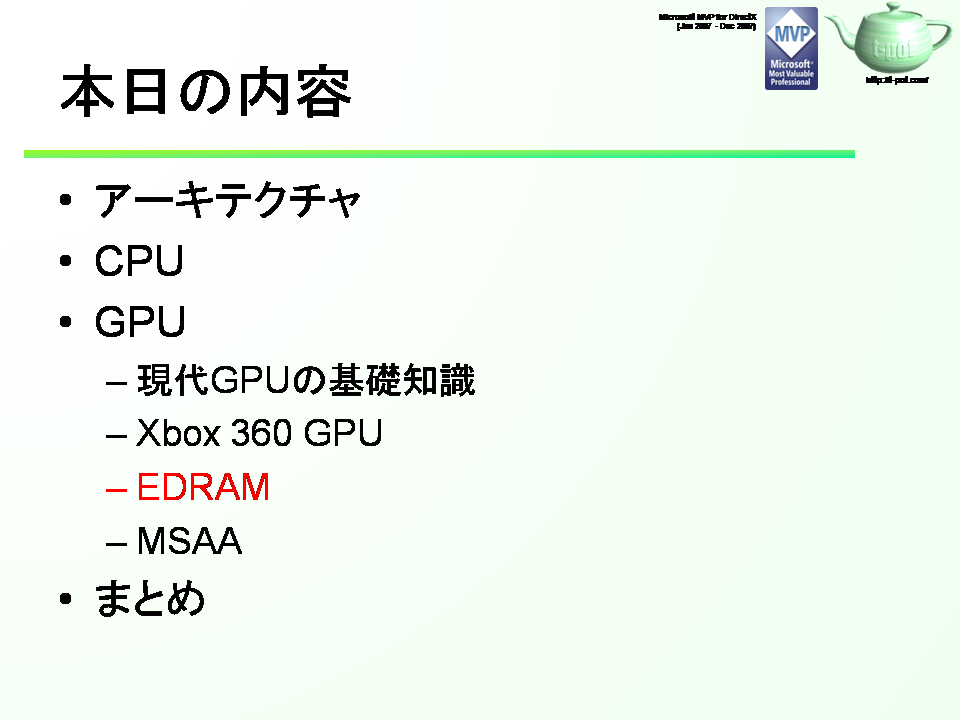 Microsoft MVP for DirectX
(Jan 2007 - Dec 2007)
MVP
Microsoft®
Most Valuable
Professional
t-pot
http://t-pot.com/
本日の内容
• アーキテクチャ
• CPU
• GPU
– 現代GPUの基礎知識
– Xbox 360 GPU
– EDRAM
– MSAA
• まとめ